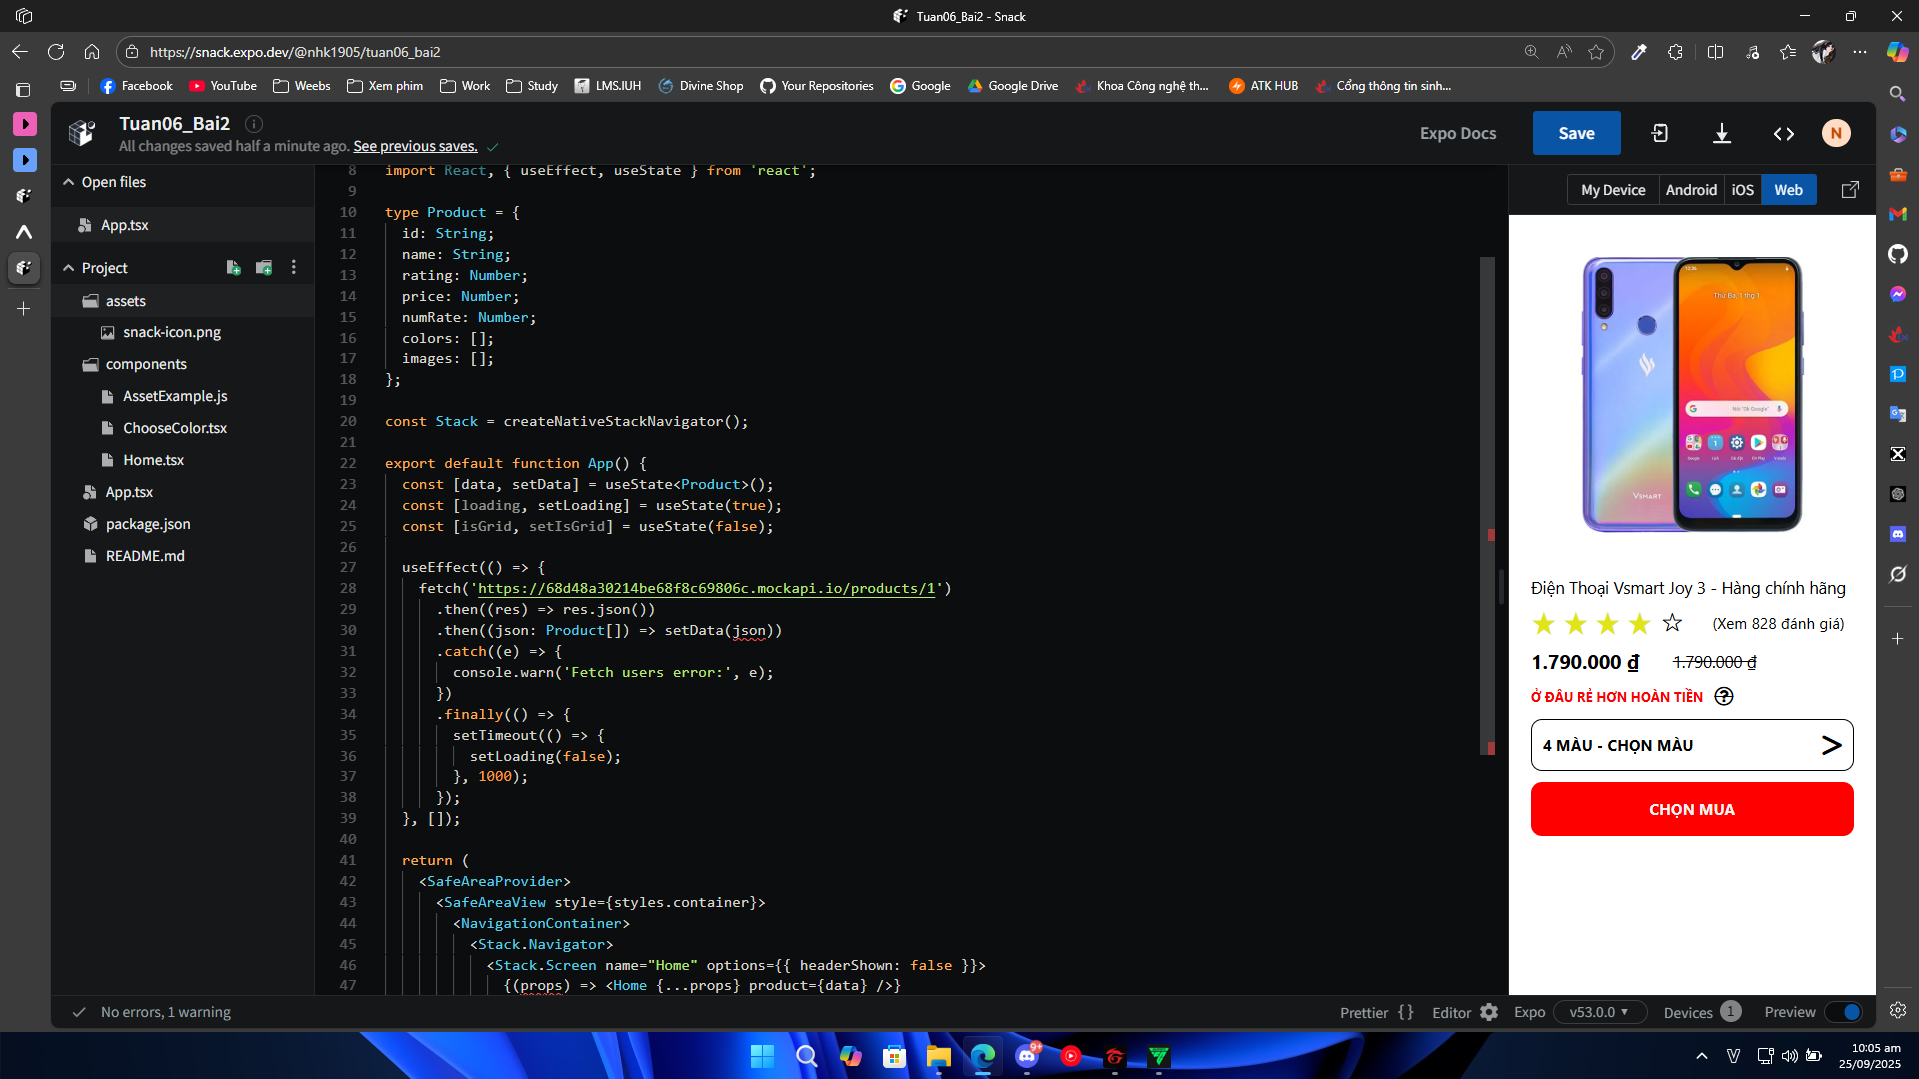 Tuan06_Bai2 - Snack
https://snack.expo.dev/@nhk1905/tuan06_bai2
Facebook YouTube Weebs Xem phim Work Study LMS.IUH Divine Shop Your Repositories Google Google Drive Khoa Công nghệ th... ATK HUB Cổng thông tin sinh...
Tuan06_Bai2
All changes saved half a minute ago. See previous saves.
Expo Docs
Save
N
Open files
App.tsx
Project
assets
snack-icon.png
components
AssetExample.js
ChooseColor.tsx
Home.tsx
App.tsx
package.json
README.md
8 import React, { useEffect, useState } from 'react';
9
10 type Product = {
11 id: String;
12 name: String;
13 rating: Number;
14 price: Number;
15 numRate: Number;
16 colors: [];
17 images: [];
18 };
19
20 const Stack = createNativeStackNavigator();
21
22 export default function App() {
23 const [data, setData] = useState<Product>();
24 const [loading, setLoading] = useState(true);
25 const [isGrid, setIsGrid] = useState(false);
26
27 useEffect(() => {
28 fetch('https://68d48a30214be68f8c69806c.mockapi.io/products/1')
29 .then((res) => res.json())
30 .then((json: Product[]) => setData(json))
31 .catch((e) => {
32 console.warn('Fetch users error:', e);
33 })
34 .finally(() => {
35 setTimeout(() => {
36 setLoading(false);
37 }, 1000);
38 });
39 }, []);
40
41 return (
42 <SafeAreaProvider>
43 <SafeAreaView style={styles.container}>
44 <NavigationContainer>
45 <Stack.Navigator>
46 <Stack.Screen name="Home" options={{ headerShown: false }}>
47 {(props) => <Home {...props} product={data} />}
My Device Android iOS Web
12:36
Thứ Ba, 1 thg 1
VSMART
Điện Thoại Vsmart Joy 3 - Hàng chính hãng
(Xem 828 đánh giá)
1.790.000 ₫ 1.790.000 ₫
Ở ĐÂU RẺ HƠN HOÀN TIỀN
4 MÀU - CHỌN MÀU
CHỌN MUA
No errors, 1 warning
Prettier { } Editor Expo v53.0.0 Devices 1 Preview
9+
10:05 am
25/09/2025